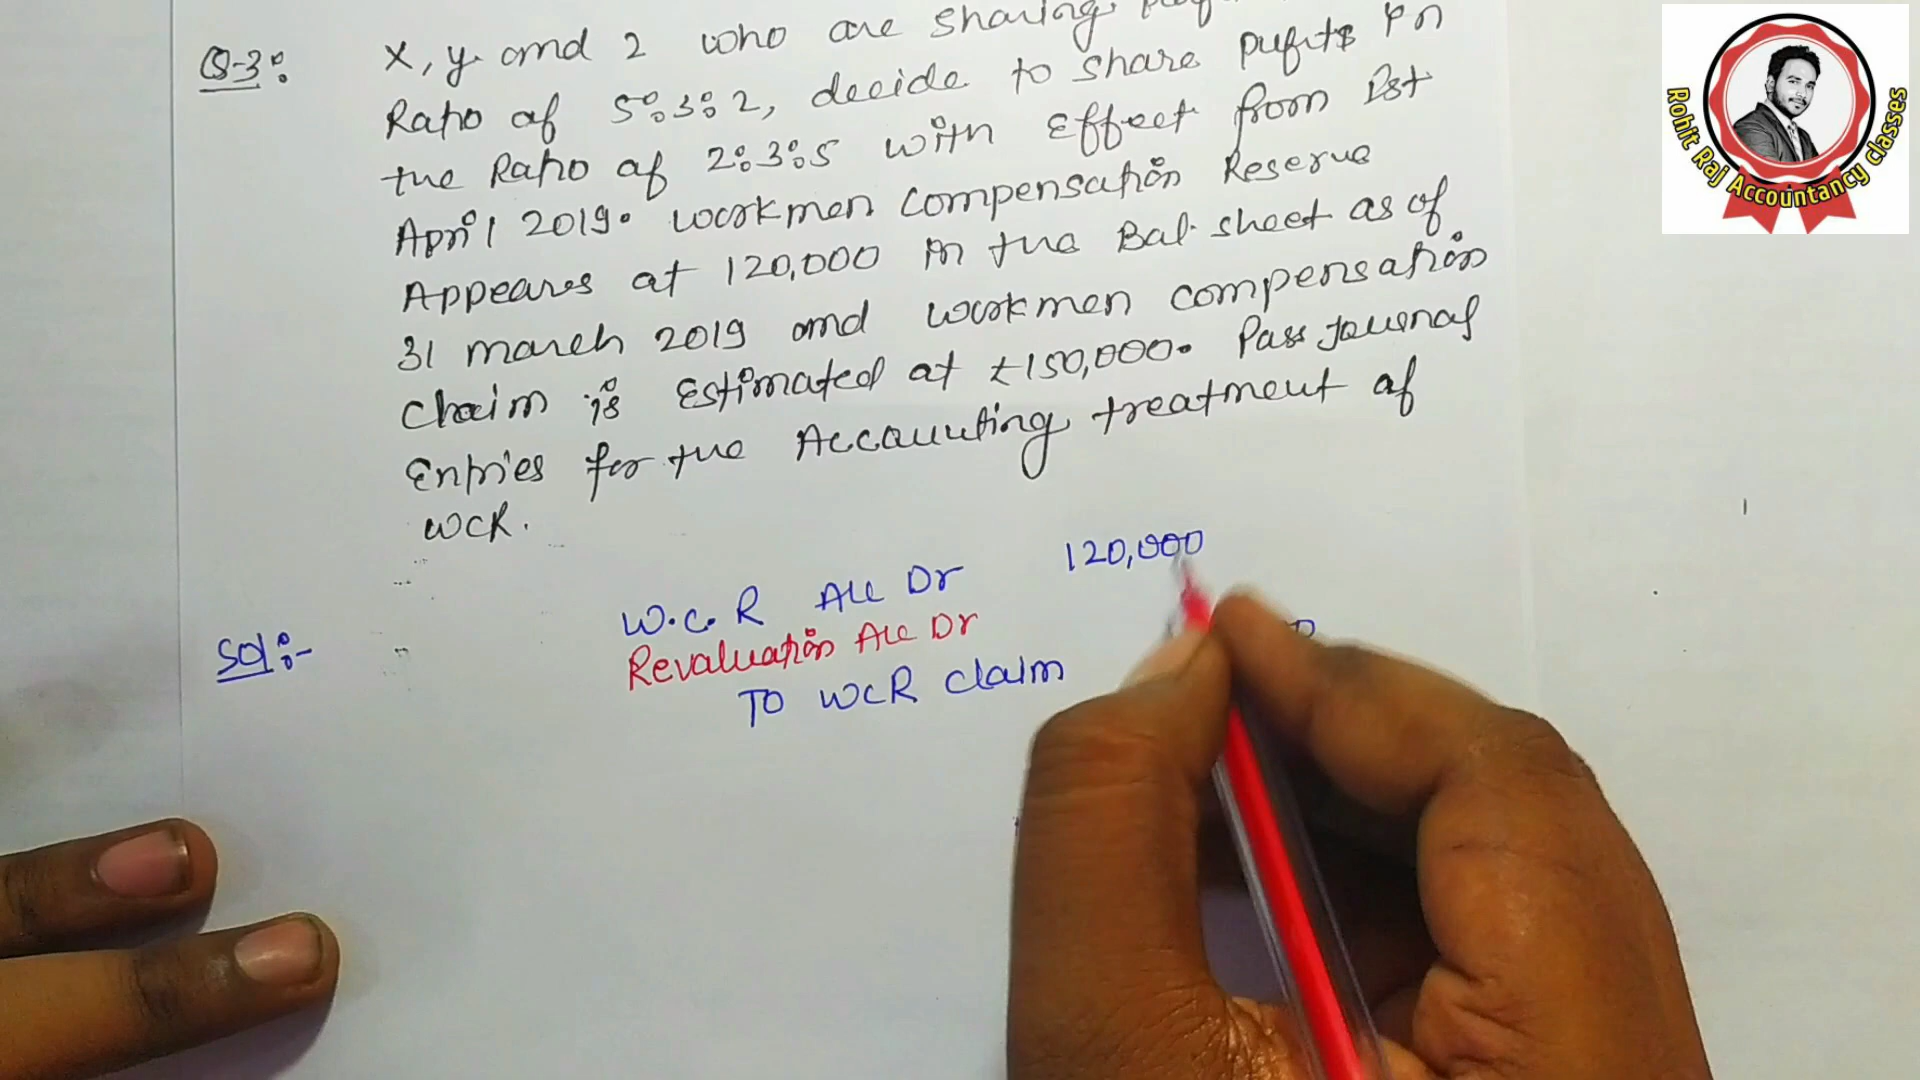 Q-3: X, y and Z who are sharing
Ratio of 5:3:2, decide to share profits in
the Ratio of 2:3:5 with Effect from 1st
April 2019. workmen compensation Reserve
Appeares at 120,000 in the Bal. sheet as of
31 march 2019 and workmen compensation
Claim is Estimated at ₹150,000. Pass Journal
Entries for the Accounting treatment of
WCR.
Sol:- W.C.R A/c Dr 120,000
Revaluation A/c Dr
To WCR claim
Rohit Raj Accountancy classes